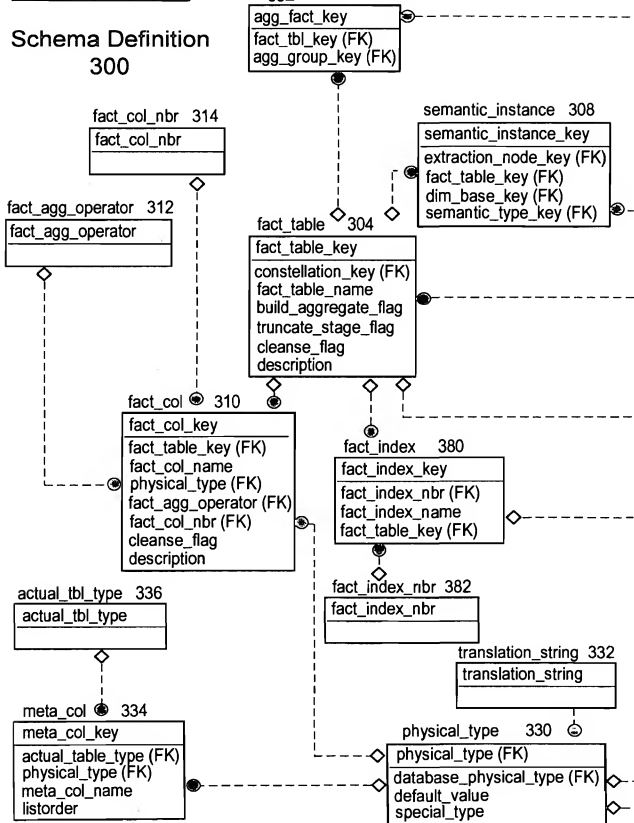 Schema Definition
300
agg_fact_key
fact_tbl_key (FK)
agg_group_key (FK)
fact_col_nbr 314
fact_col_nbr
semantic_instance 308
semantic_instance_key
extraction_node_key (FK)
fact_table_key (FK)
dim_base_key (FK)
semantic_type_key (FK)
fact_agg_operator 312
fact_agg_operator
fact_table 304
fact_table_key
constellation_key (FK)
fact_table_name
build_aggregate_flag
truncate_stage_flag
cleanse_flag
description
fact_col 310
fact_col_key
fact_table_key (FK)
fact_col_name
physical_type (FK)
fact_agg_operator (FK)
fact_col_nbr (FK)
cleanse_flag
description
fact_index 380
fact_index_key
fact_index_nbr (FK)
fact_index_name
fact_table_key (FK)
fact_index_nbr 382
fact_index_nbr
actual_tbl_type 336
actual_tbl_type
translation_string 332
translation_string
meta_col 334
meta_col_key
actual_table_type (FK)
physical_type (FK)
meta_col_name
listorder
physical_type 330
physical_type (FK)
database_physical_type (FK)
default_value
special_type